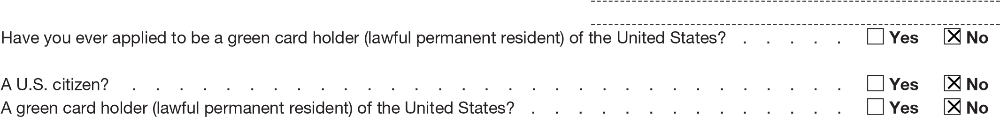 Have you ever applied to be a green card holder (lawful permanent resident) of the United States? . . . . . ☐ Yes ☒ No
A U.S. citizen? . . . . . . . . . . . . . . . . . . . . . . . . . . . . . . . ☐ Yes ☒ No
A green card holder (lawful permanent resident) of the United States? . . . . . . . . . . . . . . ☐ Yes ☒ No